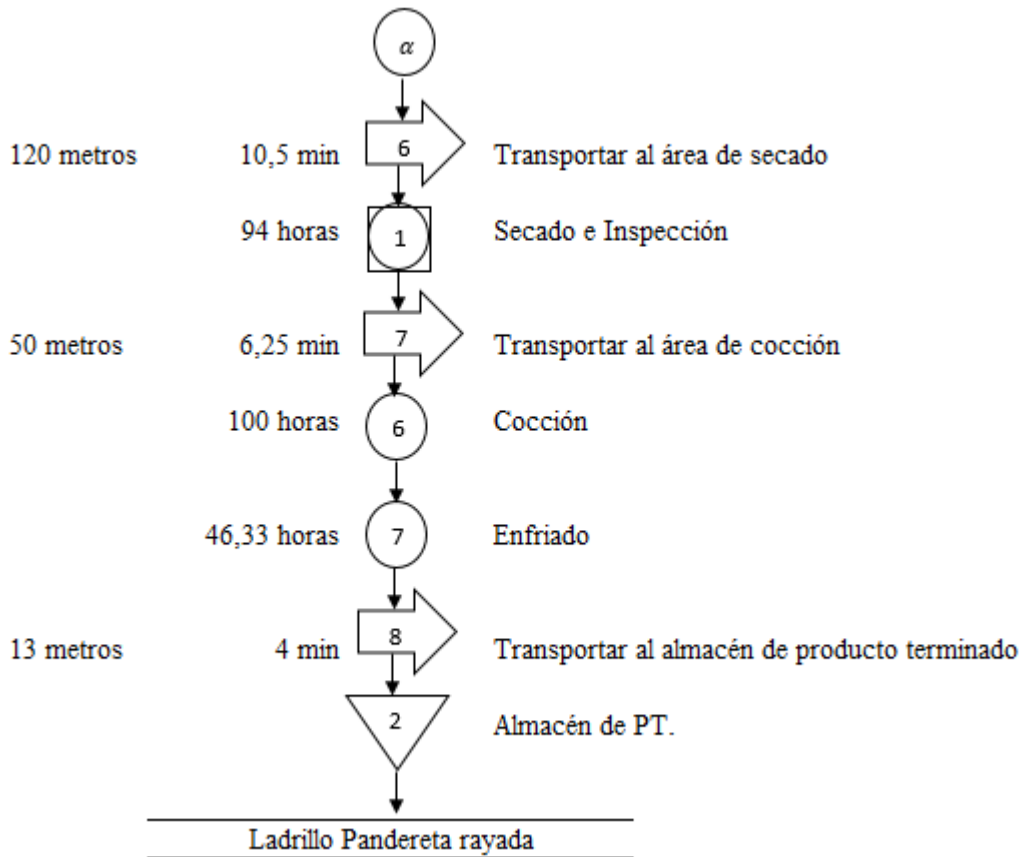 α
120 metros 10,5 min 6 Transportar al área de secado
94 horas 1 Secado e Inspección
50 metros 6,25 min 7 Transportar al área de cocción
100 horas 6 Cocción
46,33 horas 7 Enfriado
13 metros 4 min 8 Transportar al almacén de producto terminado
2 Almacén de PT.
Ladrillo Pandereta rayada